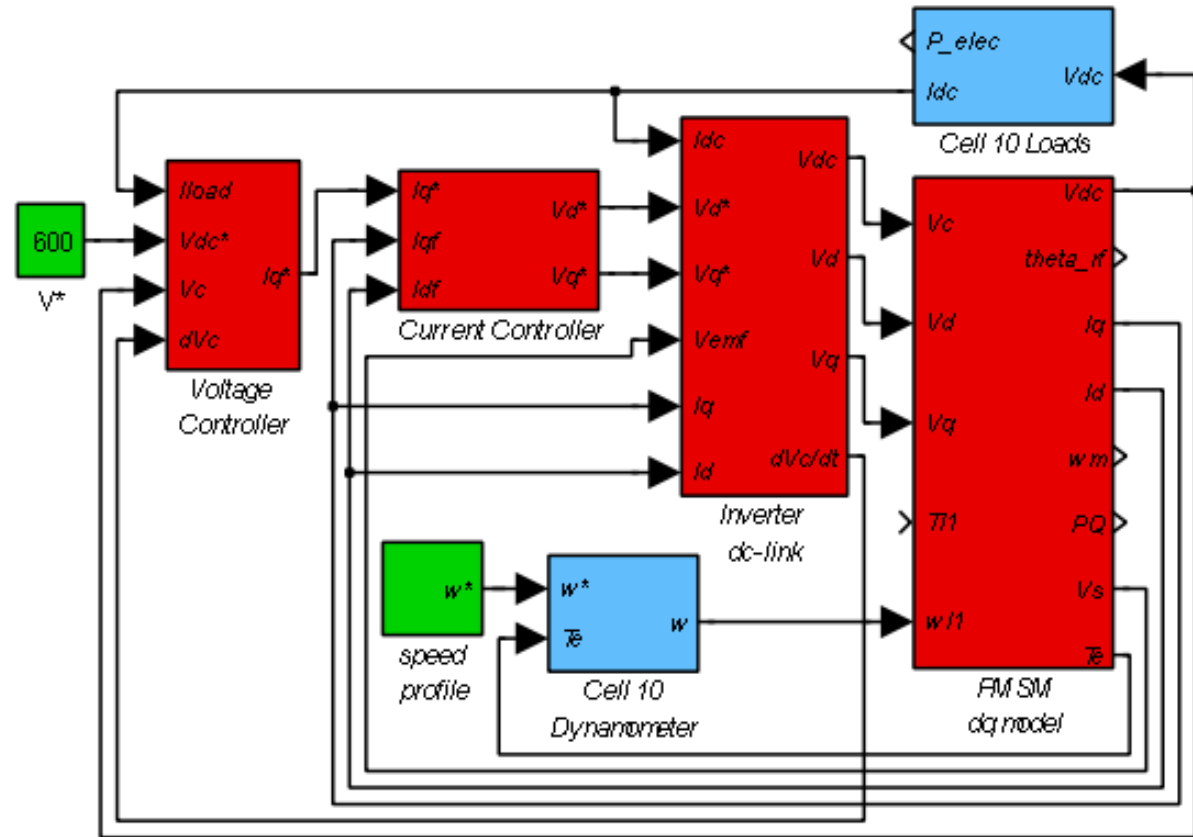 P_elec
Idc
Vdc
Cell 10 Loads
600
V*
Iload
Vdc*
Vc
dVc
Iq*
Voltage
Controller
Iq*
Iqf
Idf
Vd*
Vq*
Current Controller
Idc
Vd*
Vq*
Vemf
Iq
Id
Vdc
Vd
Vq
dVc/dt
Inverter
dc-link
Vc
Vd
Vq
Tl1
wl1
Vdc
theta_rf
Iq
Id
wm
PQ
Vs
Te
PMSM
dq model
w*
speed
profile
w*
Te
w
Cell 10
Dynamometer